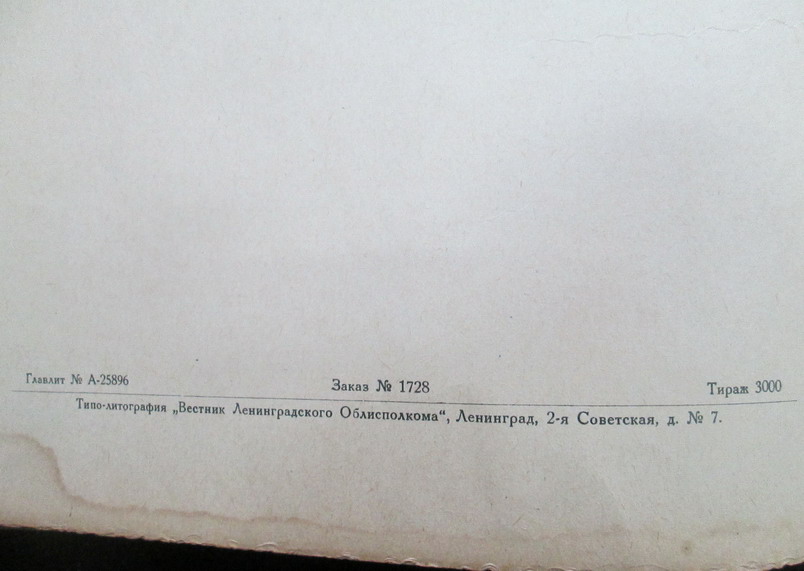 Главлит № А-25896 Заказ № 1728 Тираж 3000
Типо-литография „Вестник Ленинградского Облисполкома“, Ленинград, 2-я Советская, д. № 7.